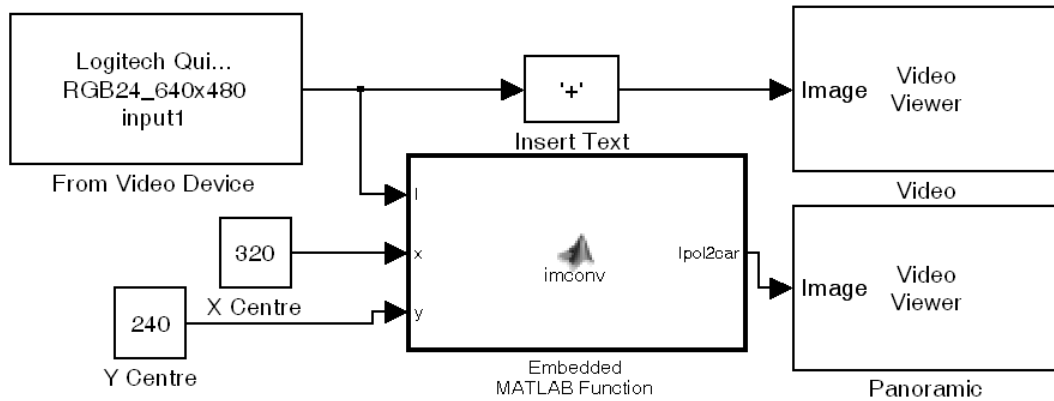 Logitech Qui...
RGB24_640x480
input1
From Video Device
'+'
Insert Text
Image
Video
Viewer
Video
320
X Centre
240
Y Centre
I
x
y
imconv
Ipol2car
Embedded
MATLAB Function
Image
Video
Viewer
Panoramic